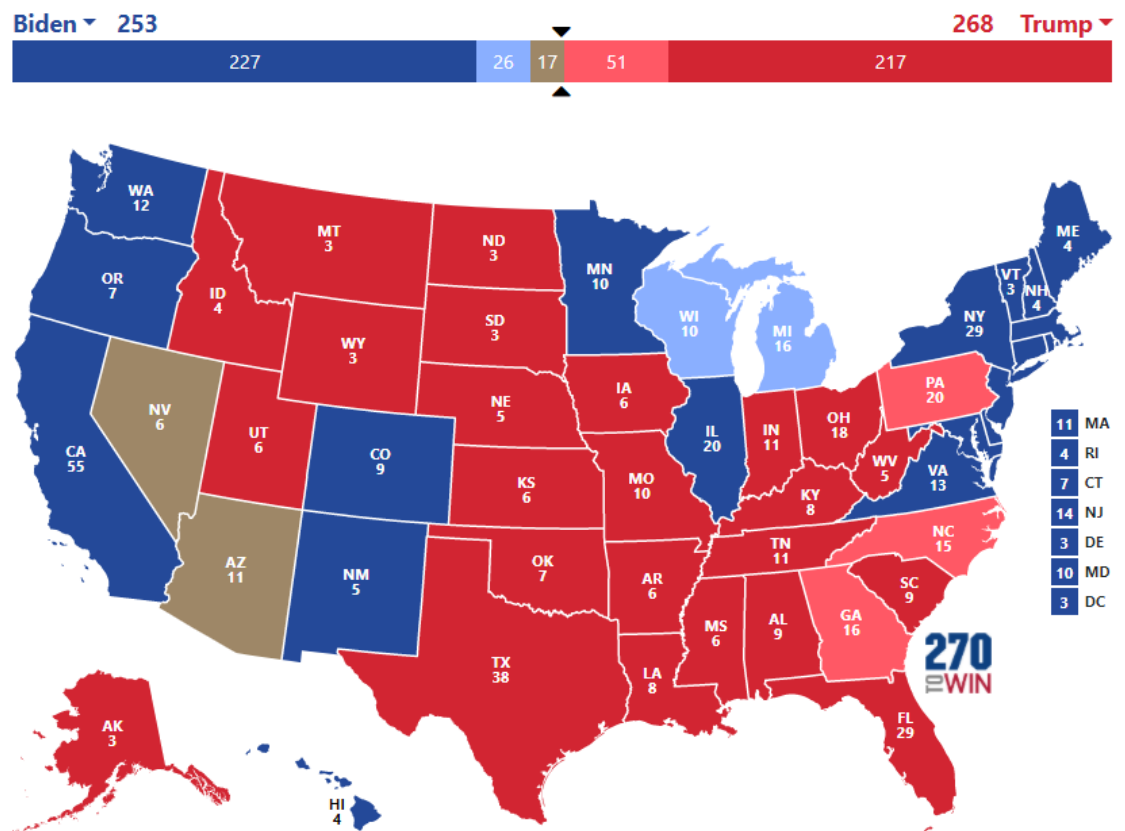 Biden 253
268 Trump
227 26 17 51 217
WA
12
OR
7
CA
55
NV
6
ID
4
MT
3
WY
3
UT
6
AZ
11
CO
9
NM
5
ND
3
SD
3
NE
5
KS
6
OK
7
TX
38
MN
10
IA
6
MO
10
AR
6
LA
8
WI
10
IL
20
MI
16
IN
11
OH
18
KY
8
TN
11
MS
6
AL
9
GA
16
FL
29
SC
9
NC
15
VA
13
WV
5
PA
20
NY
29
VT
3
NH
4
ME
4
11 MA
4 RI
7 CT
14 NJ
3 DE
10 MD
3 DC
AK
3
HI
4
270
TO WIN